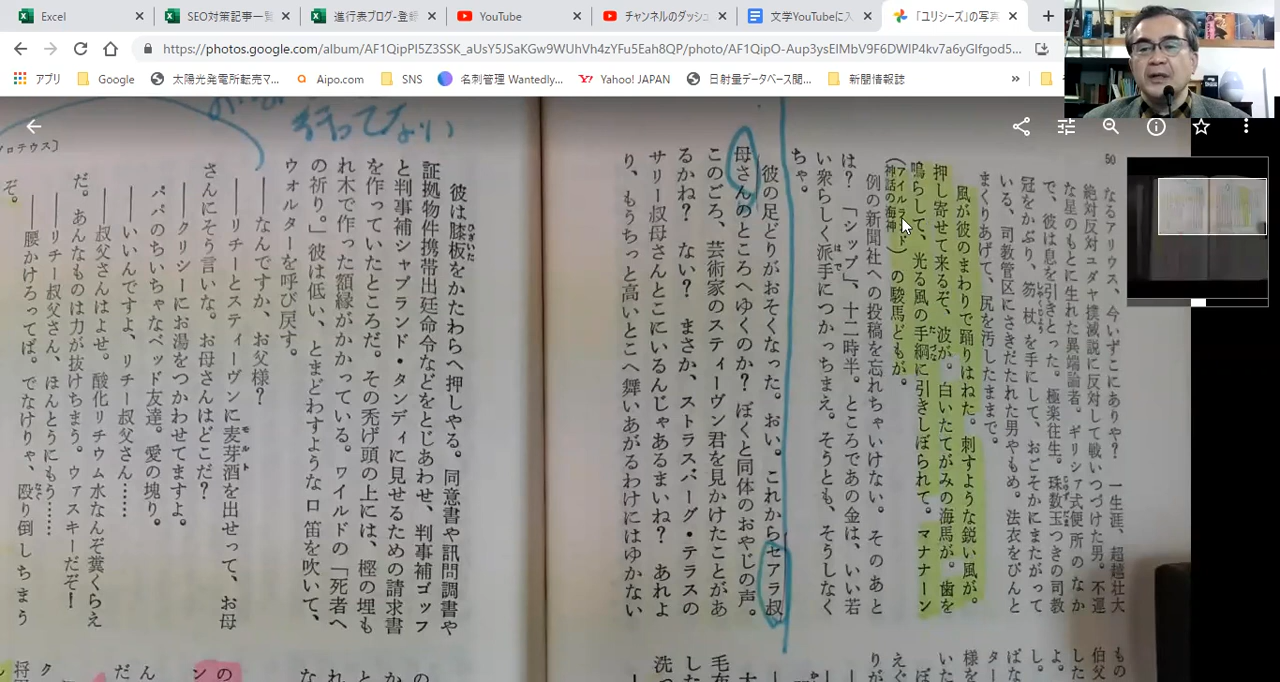 Excel
SEO対策記事一覧
進行表ブログ-登録
YouTube
チャンネルのダッシュ
文学YouTubeに入
「ユリシーズ」の写真
https://photos.google.com/album/AF1QipPI5Z3SSK_aUsY5JSaKGw9WUhVh4zYFu5Eah8QP/photo/AF1QipO-Aup3ysEIMbV9F6DWlP4kv7a6yGlfgod5...
アプリ
Google
太陽光発電所転売マ...
Aipo.com
SNS
名刺管理 Wantedly...
Yahoo! JAPAN
日射量データベース閲...
新聞情報誌
50
なるアリウス、今いずこにありや? 一生涯、超越壮大
絶対反対ユダヤ撲滅説に反対して戦いつづけた男。不運
な星のもとに生れた異端論者。ギリシア式便所のなか
で、彼は息を引きとった。極楽往生。珠数玉つきの司教
冠をかぶり、笏杖を手にして、おごそかにまたがって
いる、司教管区にさきだたれた男やもめ。法衣をぴんと
まくりあげて、尻を汚したままで。
風が彼のまわりで踊りはねた。刺すような鋭い風が。
押し寄せて来るぞ、波が。白いたてがみの海馬が。歯を
鳴らして、光る風の手綱に引きしぼられて。マナナーン
(アイルランド神話の海神)の駿馬どもが。
例の新聞社への投稿を忘れちゃいけない。そのあと
は? 「シップ」、十二時半。ところであの金は、いい若
い衆らしく派手につかっちまえ。そうとも、そうしなく
ちゃ。
彼の足どりがおそくなった。おい。これからセアラ叔
母さんのところへゆくのか? ぼくと同体のおやじの声。
このごろ、芸術家のスティーヴン君を見かけたことがあ
るかね? ない? まさか、ストラスバーグ・テラスの
サリー叔母さんとこにいるんじゃあるまいね? あれよ
り、もうちっと高いとこへ舞いあがるわけにはゆかない
行ってない
ロテウス〕
彼は膝板をかたわらへ押しやる。同意書や訊問調書や
証拠物件携帯出廷命令などをとじあわせ、判事補ゴッフ
と判事補シャプランド・タンディに見せるための請求書
を作っていたところだ。その禿げ頭の上には、樫の埋も
れ木で作った額縁がかかっている。ワイルドの「死者へ
の祈り。」彼は低い、とまどわすような口笛を吹いて、
ウォルターを呼び戻す。
――なんですか、お父様?
――リチーとスティーヴンに麦芽酒を出せって、お母
さんにそう言いな。お母さんはどこだ?
――クリシーにお湯をつかわせてますよ。
パパのちいちゃなベッド友達。愛の塊り。
――いいんですよ、リチー叔父さん……
――叔父さんはよせ。酸化リチウム水なんぞ糞くらえ
だ。あんなものは力が抜けちまう。ウァスキーだぞ!
――リチー叔父さん、ほんとうにもう……
――腰かけろってば。でなけりゃ、殴り倒しちまう
ぞ。